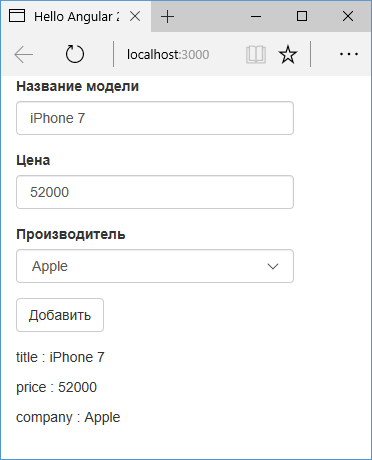 Hello Angular 2
localhost:3000
Название модели
iPhone 7
Цена
52000
Производитель
Apple
Добавить
title : iPhone 7
price : 52000
company : Apple